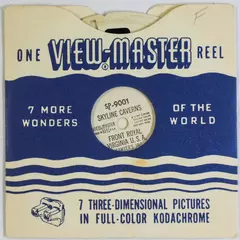 F
ONE VIEW-MASTER REEL
®
7 MORE WONDERS
OF THE WORLD
SP-9001
SKYLINE CAVERNS
FRONT ROYAL
VIRGINIA U.S.A.
7 THREE-DIMENSIONAL PICTURES
IN FULL-COLOR KODACHROME